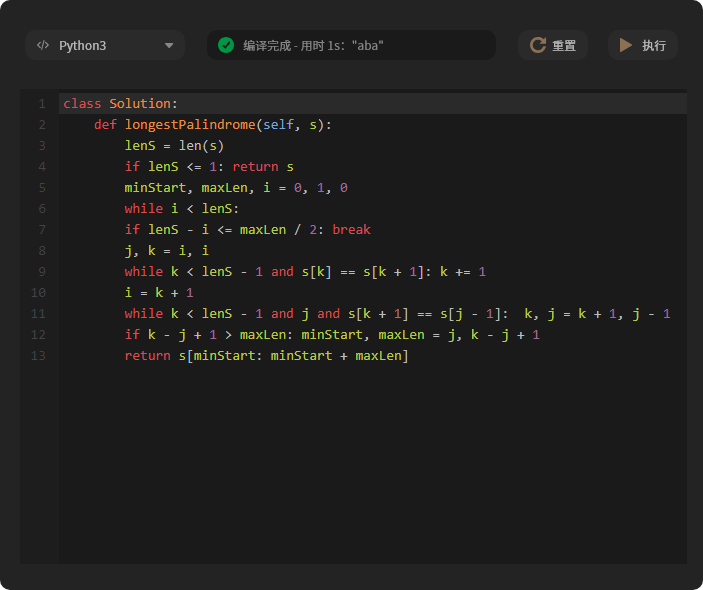 </> Python3 编译完成 - 用时 1s："aba" 重置 执行
1 class Solution:
2     def longestPalindrome(self, s):
3         lenS = len(s)
4         if lenS <= 1: return s
5         minStart, maxLen, i = 0, 1, 0
6         while i < lenS:
7         if lenS - i <= maxLen / 2: break
8         j, k = i, i
9         while k < lenS - 1 and s[k] == s[k + 1]: k += 1
10         i = k + 1
11         while k < lenS - 1 and j and s[k + 1] == s[j - 1]:  k, j = k + 1, j - 1
12         if k - j + 1 > maxLen: minStart, maxLen = j, k - j + 1
13         return s[minStart: minStart + maxLen]